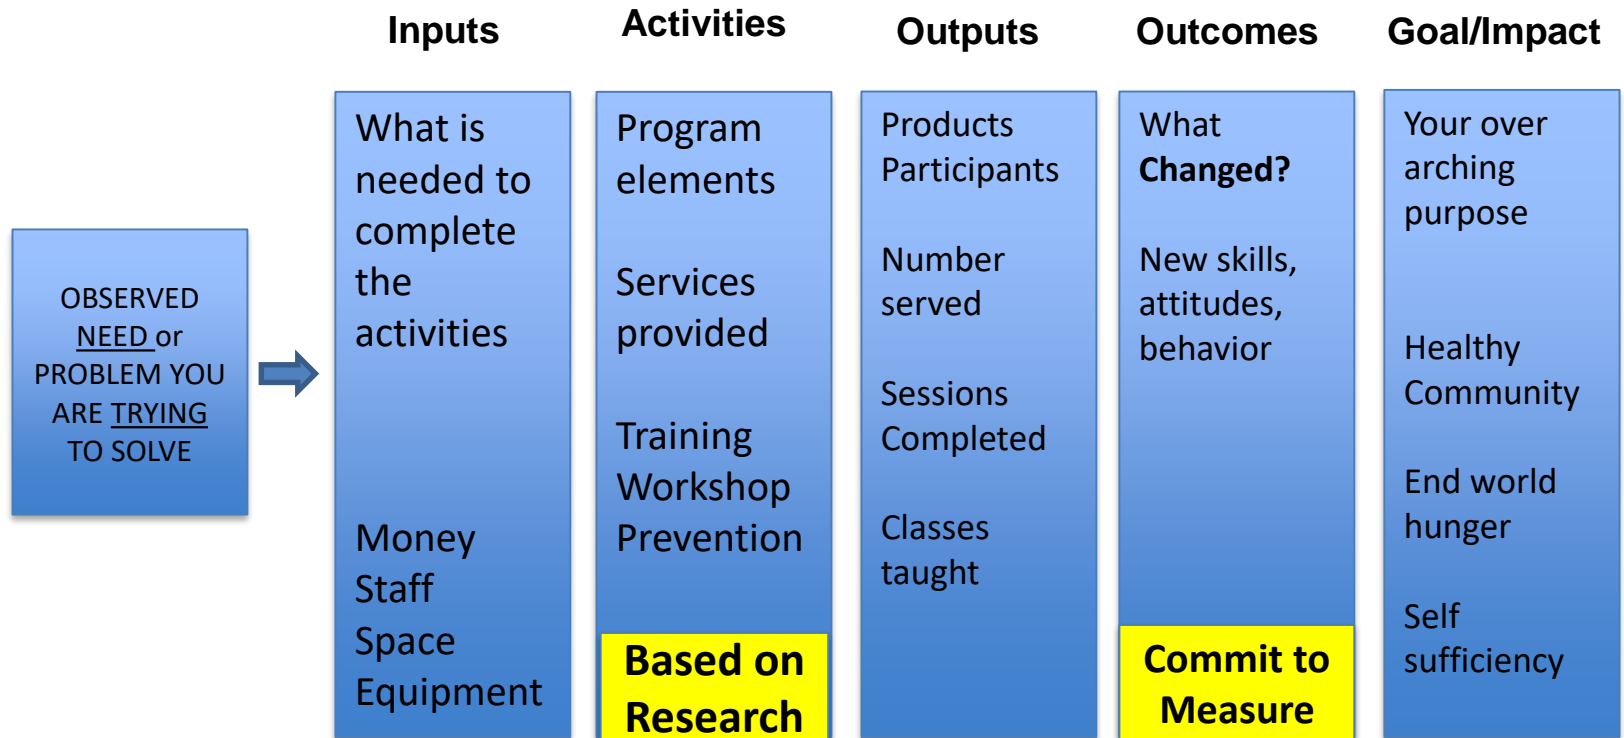 Inputs
Activities
Outputs
Outcomes
Goal/Impact
OBSERVED
NEED or
PROBLEM YOU
ARE TRYING
TO SOLVE
What is
needed to
complete
the
activities
Money
Staff
Space
Equipment
Program
elements
Services
provided
Training
Workshop
Prevention
Based on
Research
Products
Participants
Number
served
Sessions
Completed
Classes
taught
What
Changed?
New skills,
attitudes,
behavior
Commit to
Measure
Your over
arching
purpose
Healthy
Community
End world
hunger
Self
sufficiency